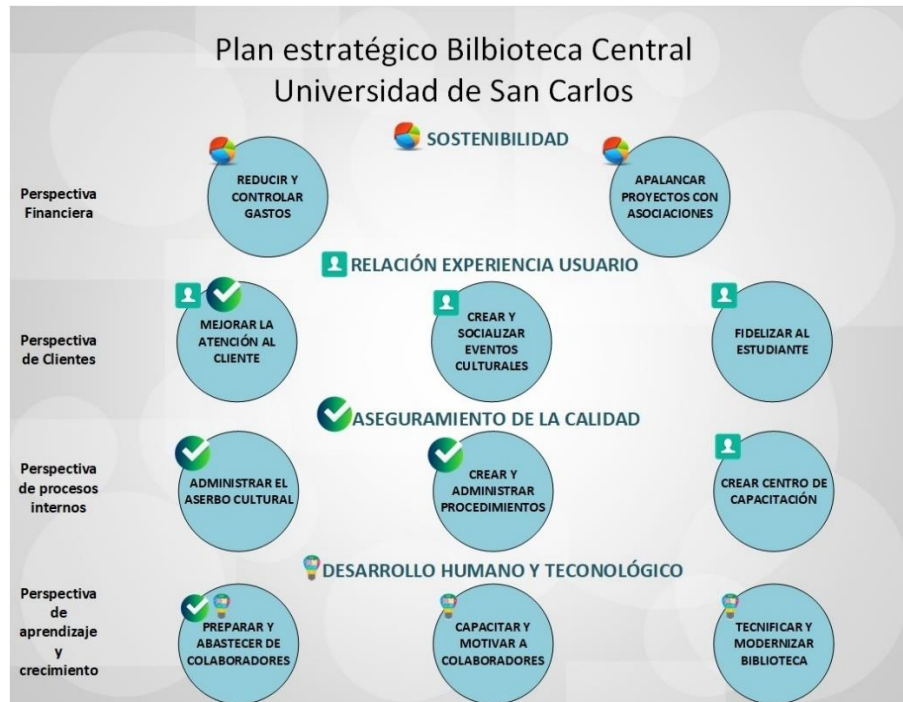 Plan estratégico Bilbioteca Central
Universidad de San Carlos
SOSTENIBILIDAD
Perspectiva
Financiera
REDUCIR Y
CONTROLAR
GASTOS
APALANCAR
PROYECTOS CON
ASOCIACIONES
RELACIÓN EXPERIENCIA USUARIO
Perspectiva
de Clientes
MEJORAR LA
ATENCIÓN AL
CLIENTE
CREAR Y
SOCIALIZAR
EVENTOS
CULTURALES
FIDELIZAR AL
ESTUDIANTE
ASEGURAMIENTO DE LA CALIDAD
Perspectiva
de procesos
internos
ADMINISTRAR EL
ASERBO CULTURAL
CREAR Y
ADMINISTRAR
PROCEDIMIENTOS
CREAR CENTRO DE
CAPACITACIÓN
DESARROLLO HUMANO Y TECONOLÓGICO
Perspectiva
de
aprendizaje
y
crecimiento
PREPARAR Y
ABASTECER DE
COLABORADORES
CAPACITAR Y
MOTIVAR A
COLABORADORES
TECNIFICAR Y
MODERNIZAR
BIBLIOTECA